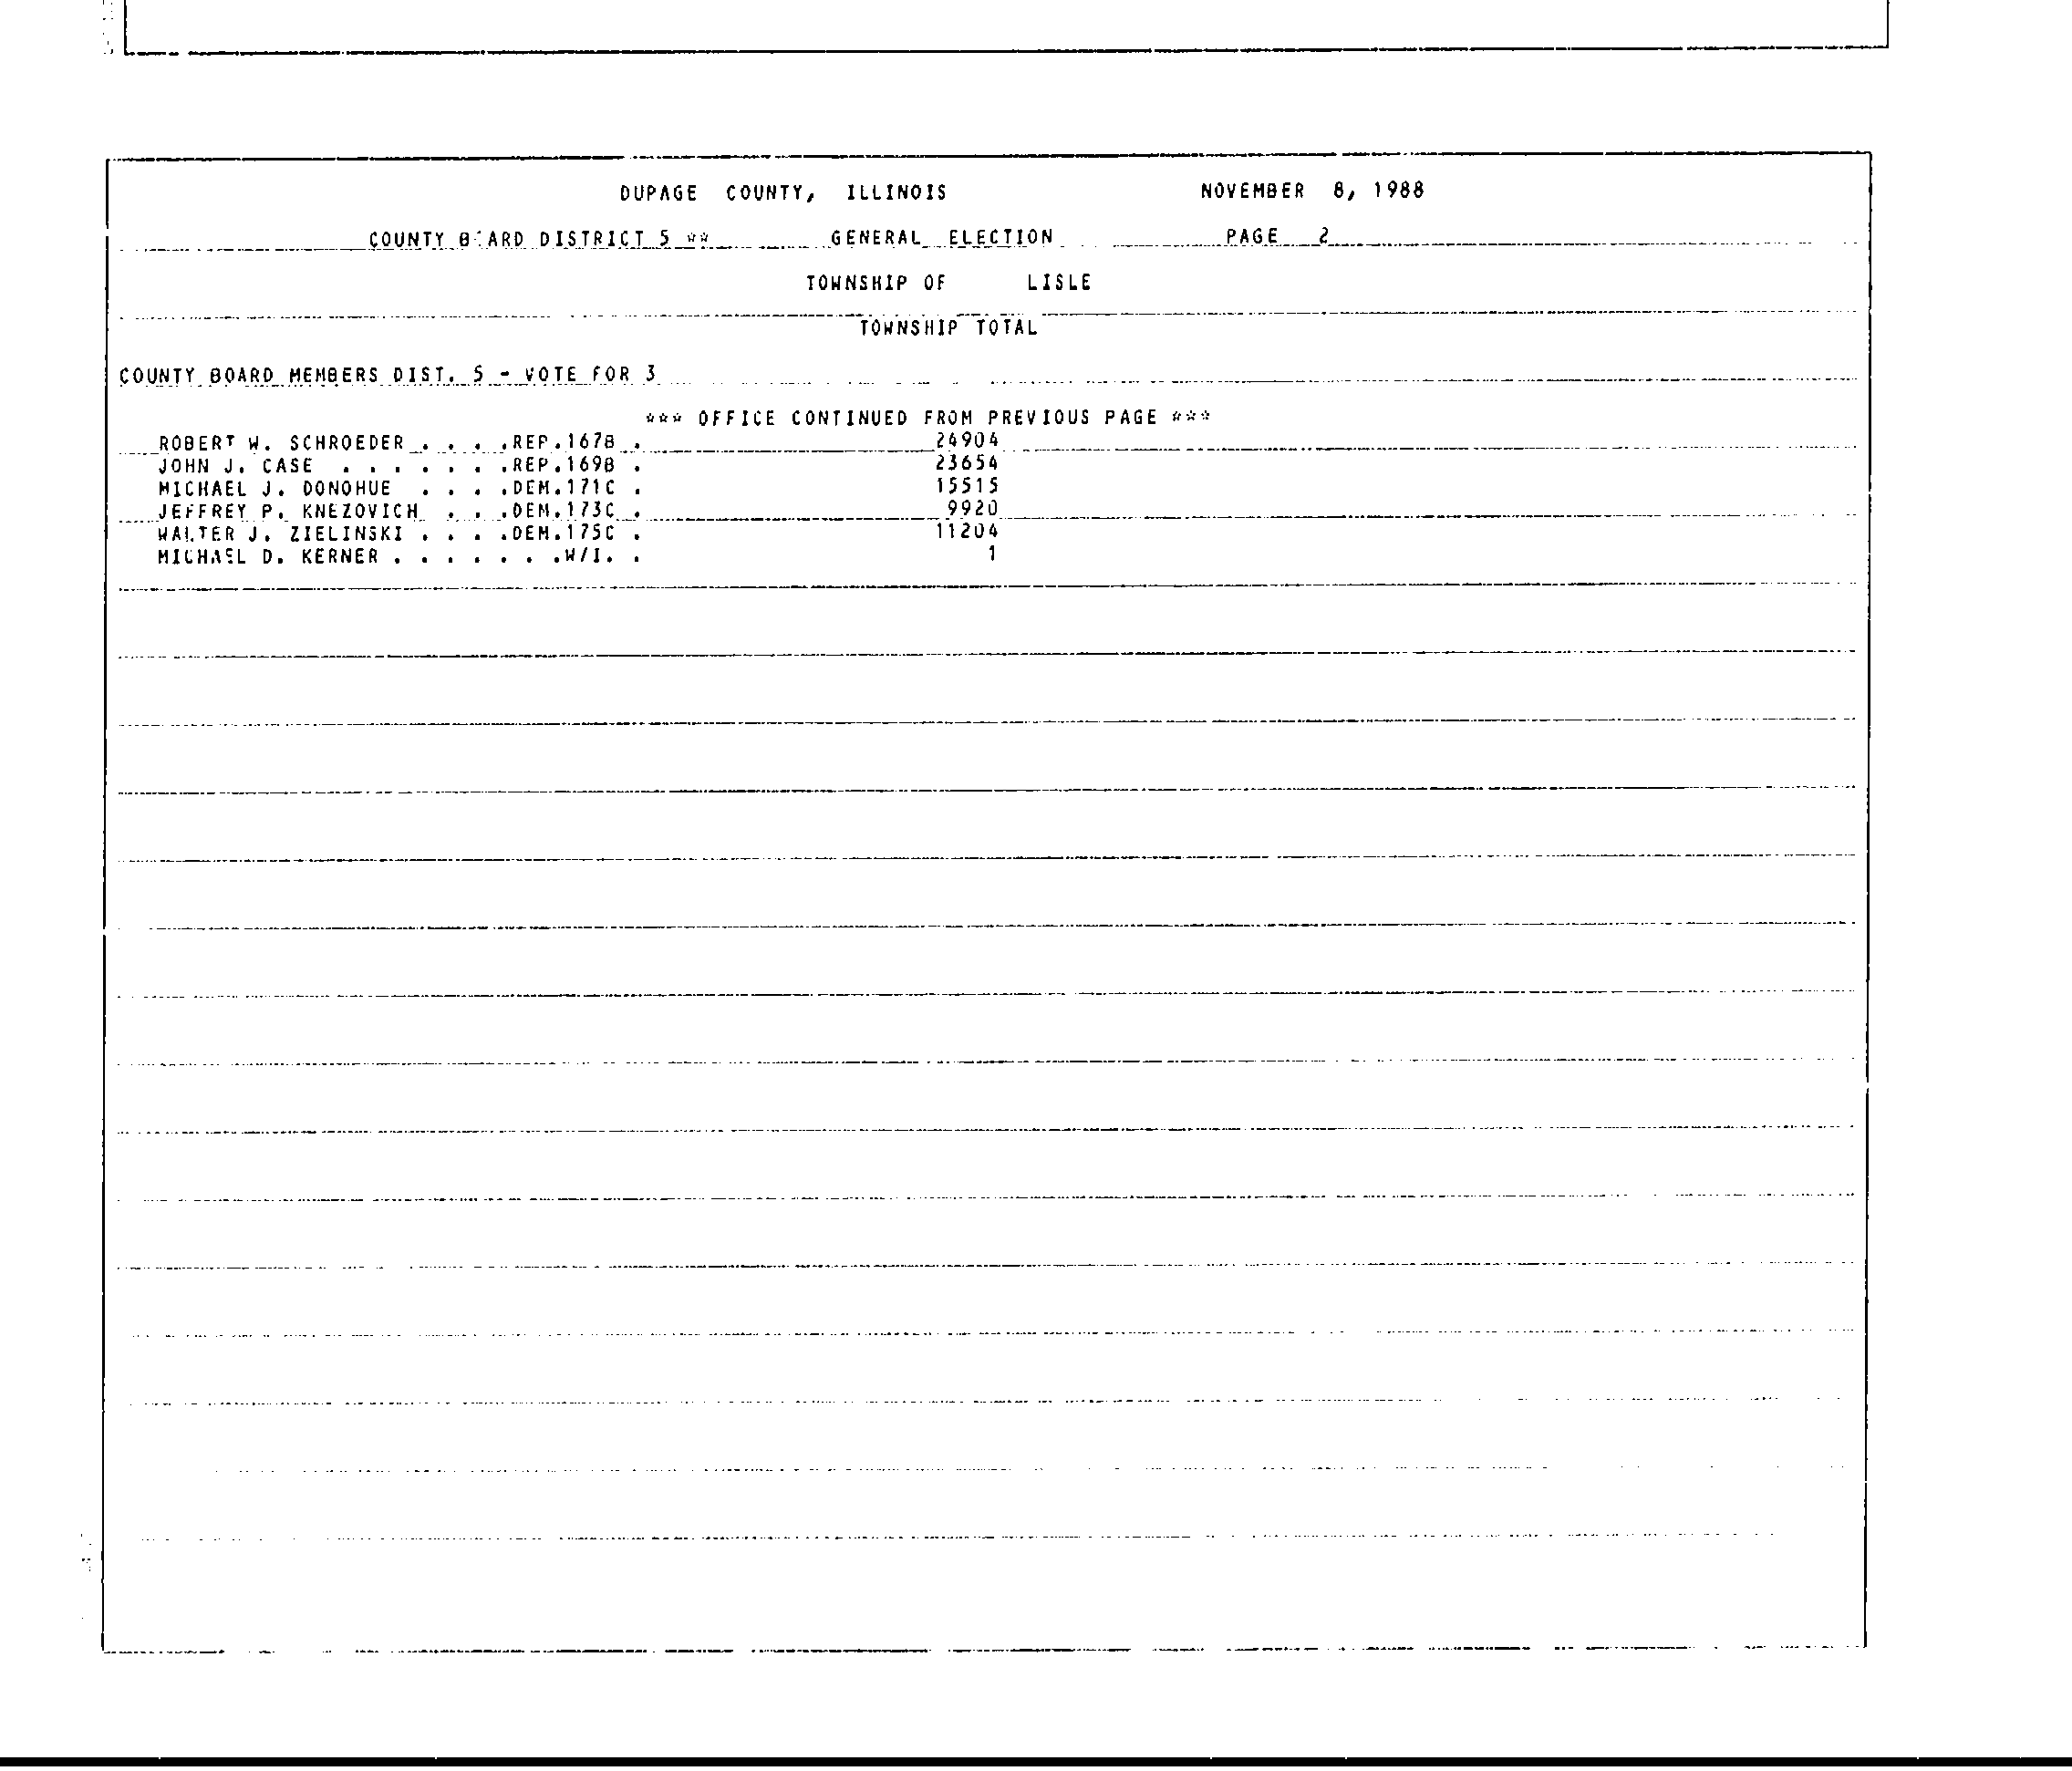 DUPAGE COUNTY, ILLINOIS NOVEMBER 8, 1988
COUNTY B ARD DISTRICT 5 ** GENERAL ELECTION PAGE 2
TOWNSHIP OF LISLE
TOWNSHIP TOTAL
COUNTY BOARD MEMBERS DIST. 5 - VOTE FOR 3
*** OFFICE CONTINUED FROM PREVIOUS PAGE ***
ROBERT W. SCHROEDER . . . .REP.167B . 24904
JOHN J. CASE . . . . . . .REP.169B . 23654
MICHAEL J. DONOHUE . . . .DEM.171C . 15515
JEFFREY P. KNEZOVICH . . .DEM.173C . 9920
WALTER J. ZIELINSKI . . . .DEM.175C . 11204
MICHAEL D. KERNER . . . . . . .W/I. . 1